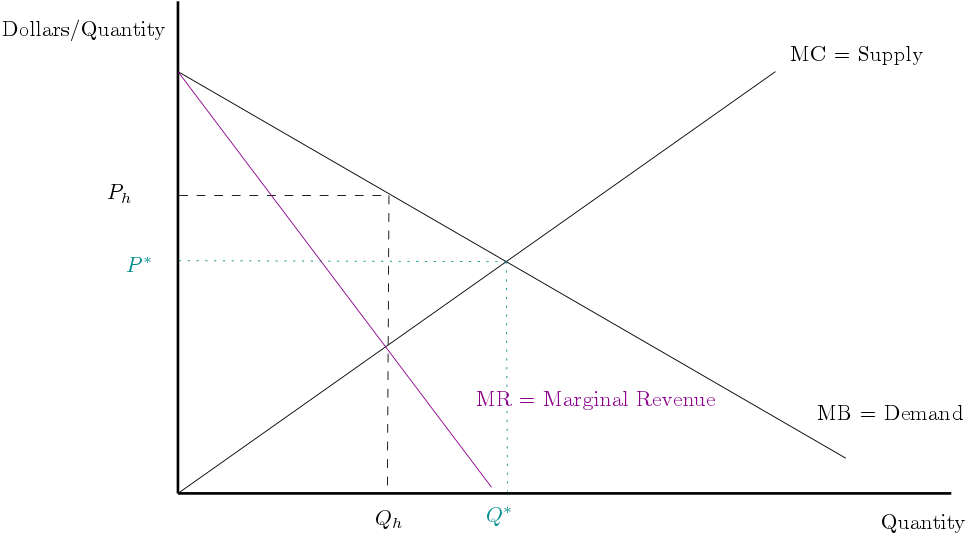 Dollars/Quantity
MC = Supply
P_h
P*
MR = Marginal Revenue
MB = Demand
Q_h
Q*
Quantity